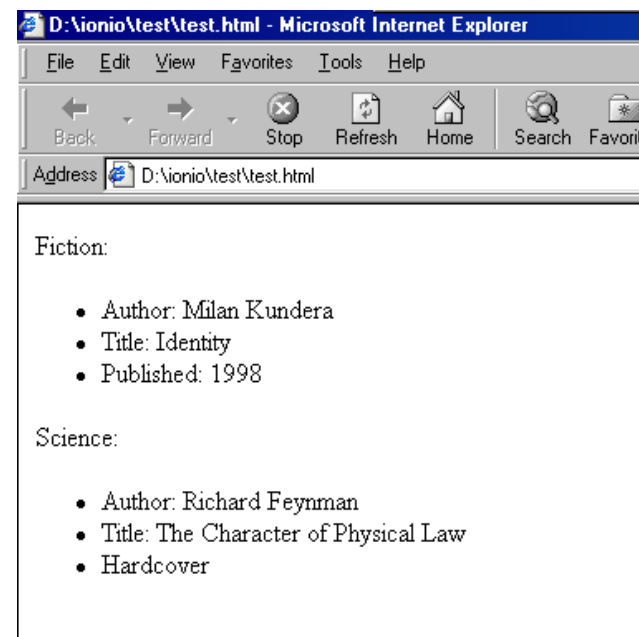 D:\ionio\test\test.html - Microsoft Internet Explorer
File Edit View Favorites Tools Help
Back Forward Stop Refresh Home Search Favori
Address D:\ionio\test\test.html
Fiction:
• Author: Milan Kundera
• Title: Identity
• Published: 1998
Science:
• Author: Richard Feynman
• Title: The Character of Physical Law
• Hardcover